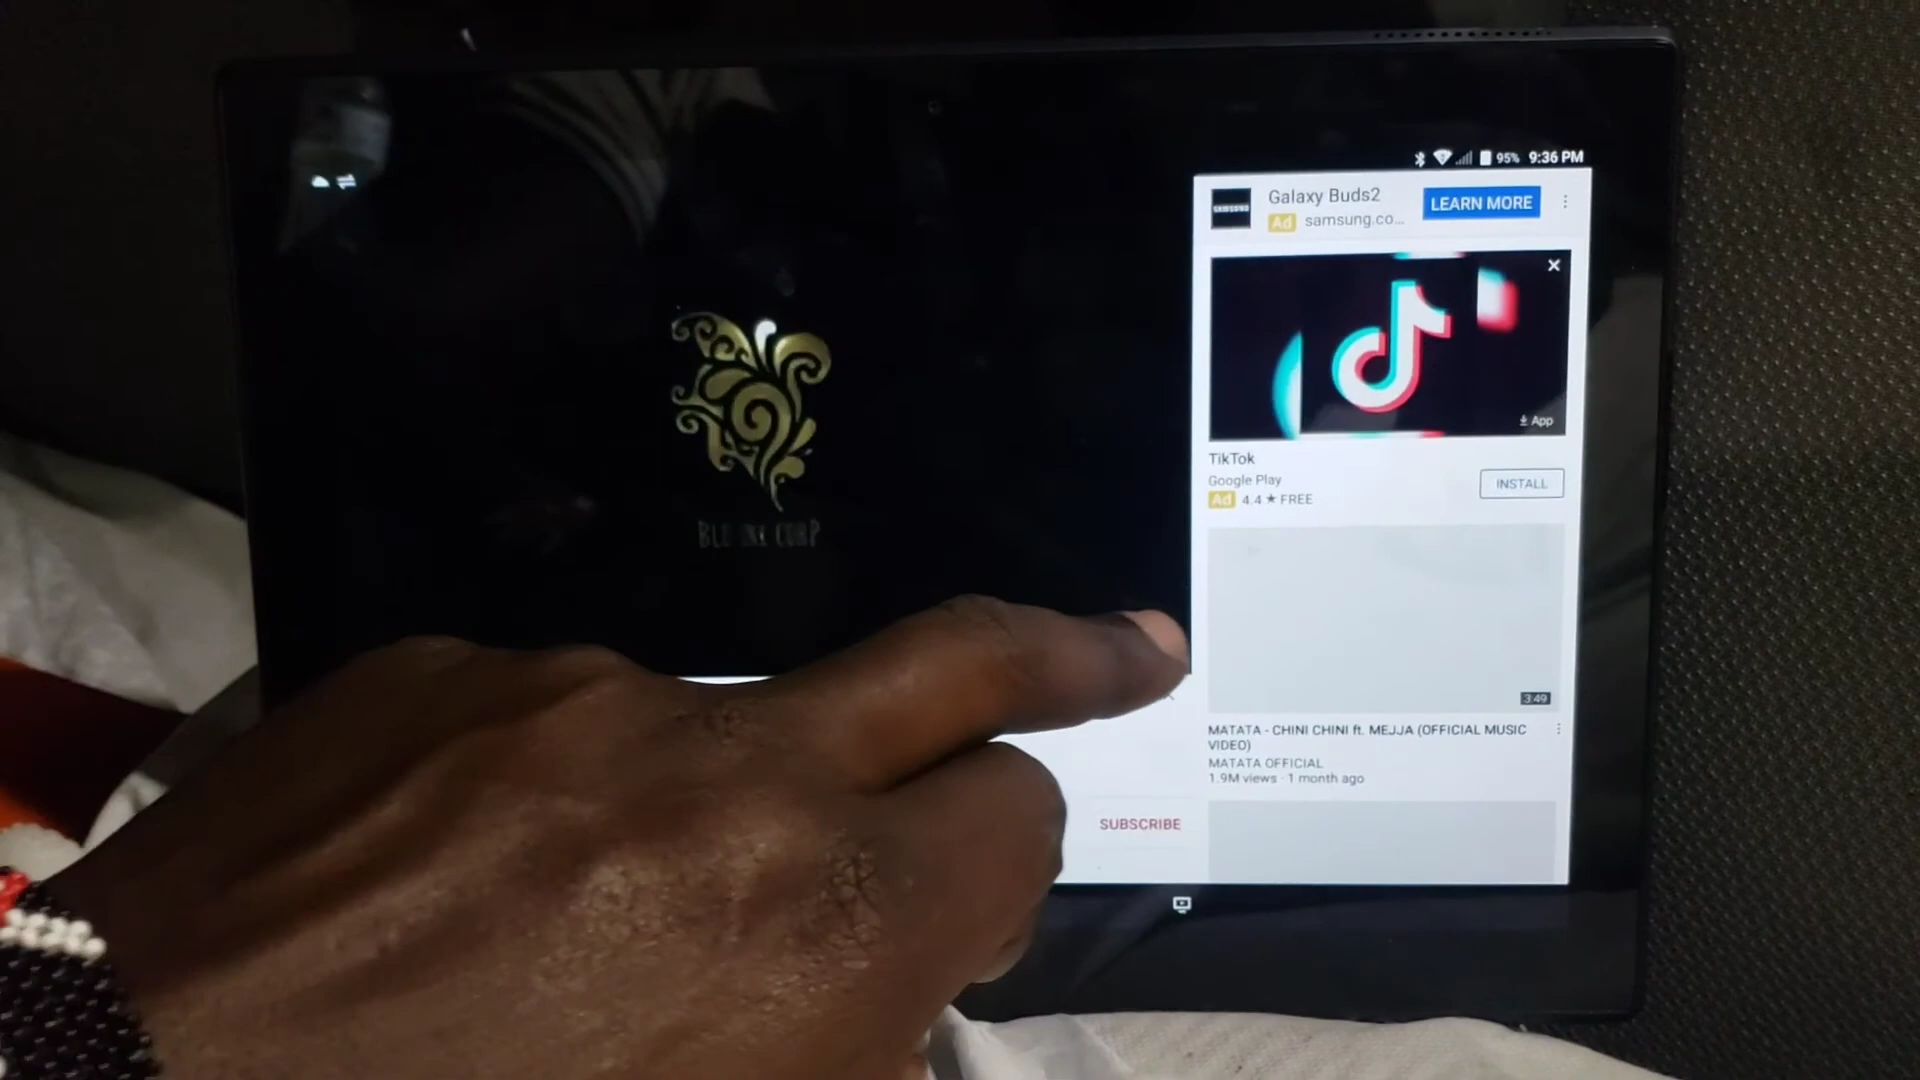 95% 9:36 PM
SAMSUNG
Galaxy Buds2
Ad samsung.co...
LEARN MORE
App
TikTok
Google Play
Ad 4.4 ★ FREE
INSTALL
3:49
MATATA - CHINI CHINI ft. MEJJA (OFFICIAL MUSIC
VIDEO)
MATATA OFFICIAL
1.9M views · 1 month ago
SUBSCRIBE
CORP